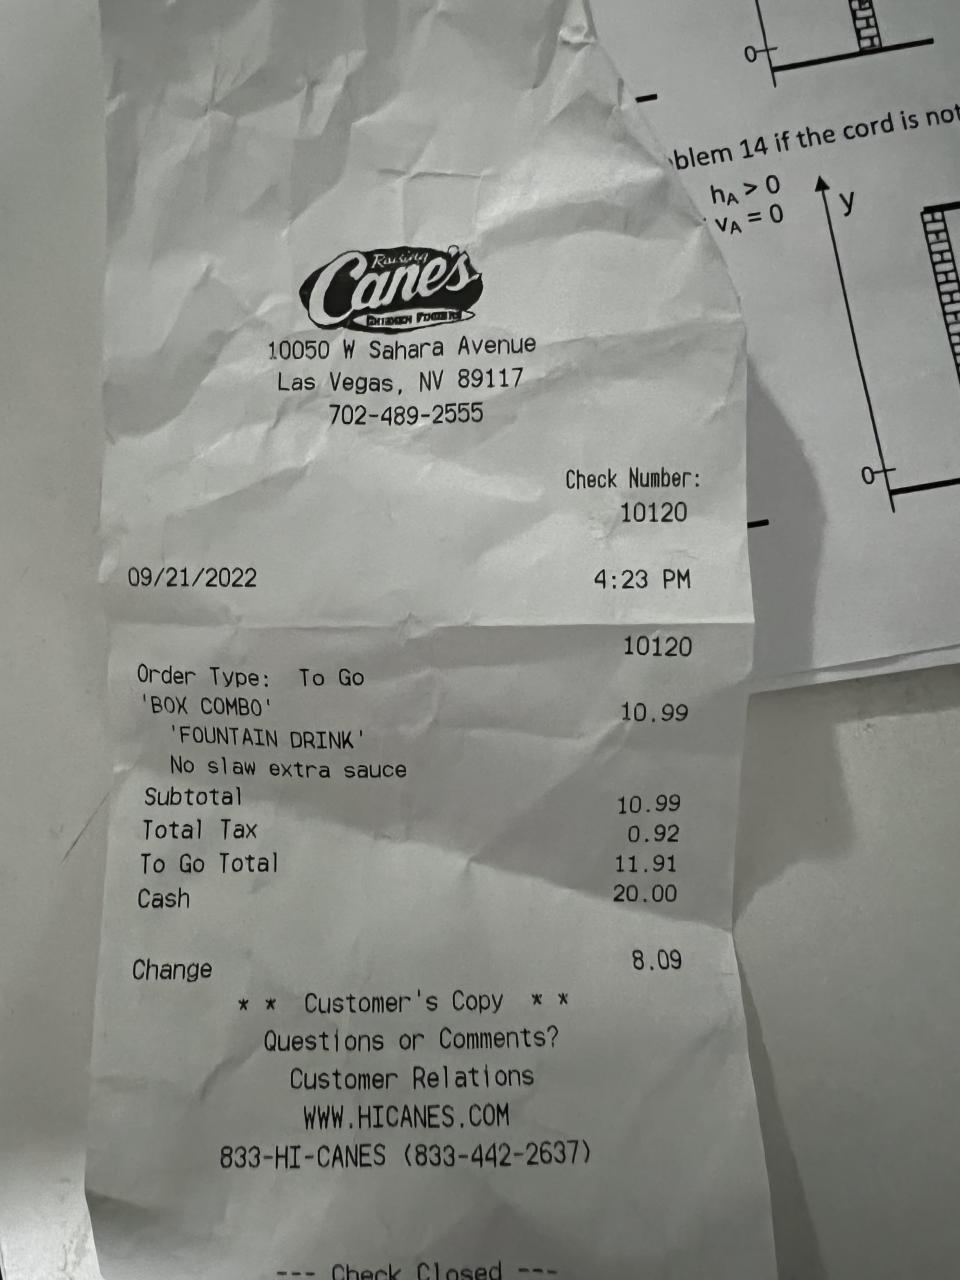 Raising
Cane's
CHICKEN FINGERS
10050 W Sahara Avenue
Las Vegas, NV 89117
702-489-2555
Check Number:
10120
09/21/2022 4:23 PM
10120
Order Type: To Go
'BOX COMBO' 10.99
'FOUNTAIN DRINK'
No slaw extra sauce
Subtotal 10.99
Total Tax 0.92
To Go Total 11.91
Cash 20.00
Change 8.09
* * Customer's Copy * *
Questions or Comments?
Customer Relations
WWW.HICANES.COM
833-HI-CANES (833-442-2637)
--- Check Closed ---
0
blem 14 if the cord is not
hA > 0
vA = 0
y
0